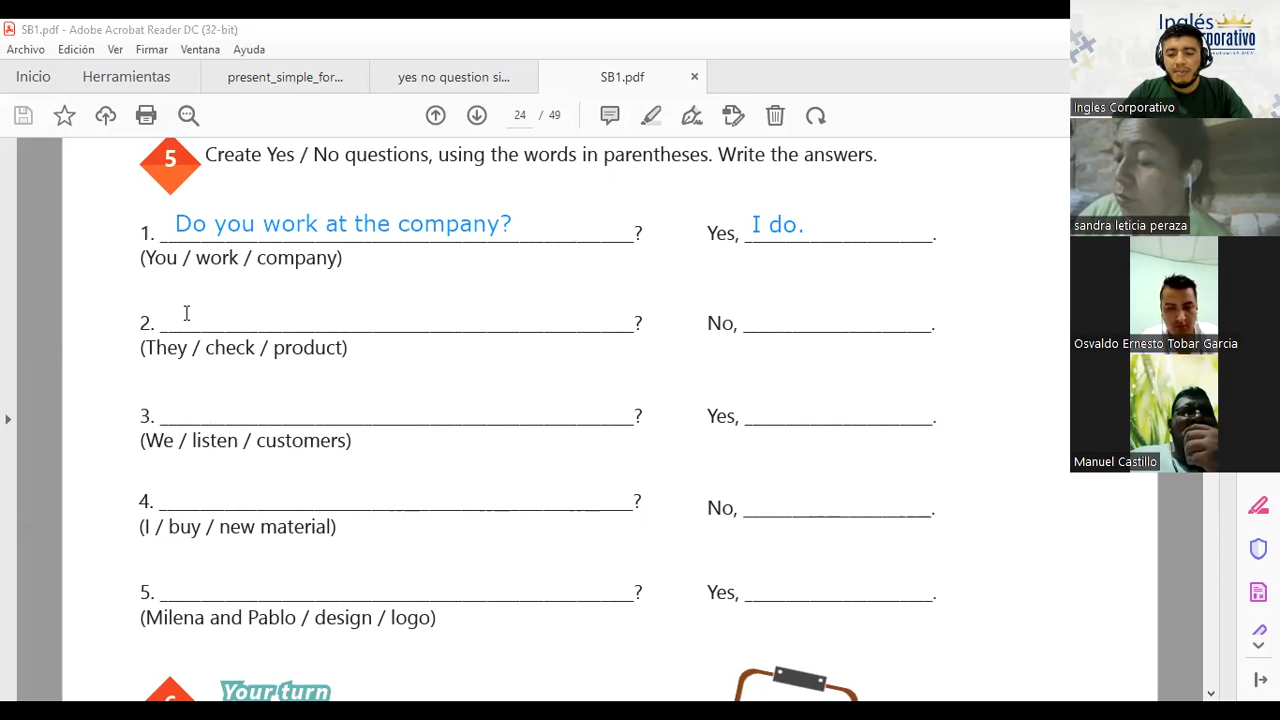 SB1.pdf - Adobe Acrobat Reader DC (32-bit)
Archivo Edición Ver Firmar Ventana Ayuda
Inicio Herramientas present_simple_for... yes no question si... SB1.pdf ×
24 / 49
5 Create Yes / No questions, using the words in parentheses. Write the answers.
1. Do you work at the company? ? Yes, I do. .
(You / work / company)
2. ? No, .
(They / check / product)
3. ? Yes, .
(We / listen / customers)
4. ? No, .
(I / buy / new material)
5. ? Yes, .
(Milena and Pablo / design / logo)
Your turn
Inglés
Corporativo
Ingles Corporativo
sandra leticia peraza
Osvaldo Ernesto Tobar Garcia
Manuel Castillo